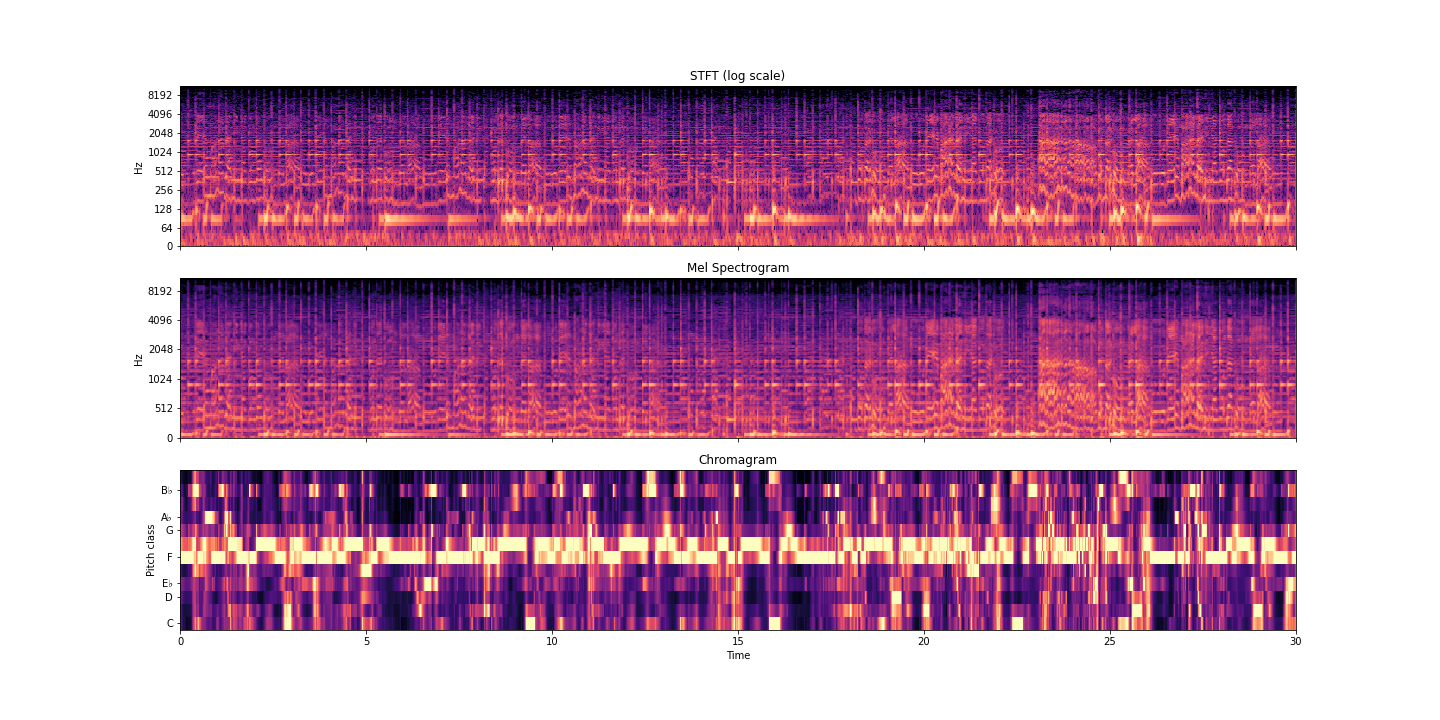 STFT (log scale)
8192
4096
2048
1024
512
256
128
64
0
Hz
Mel Spectrogram
8192
4096
2048
1024
512
0
Hz
Chromagram
B♭
A♭
G
F
E♭
D
C
Pitch class
0 5 10 15 20 25 30
Time